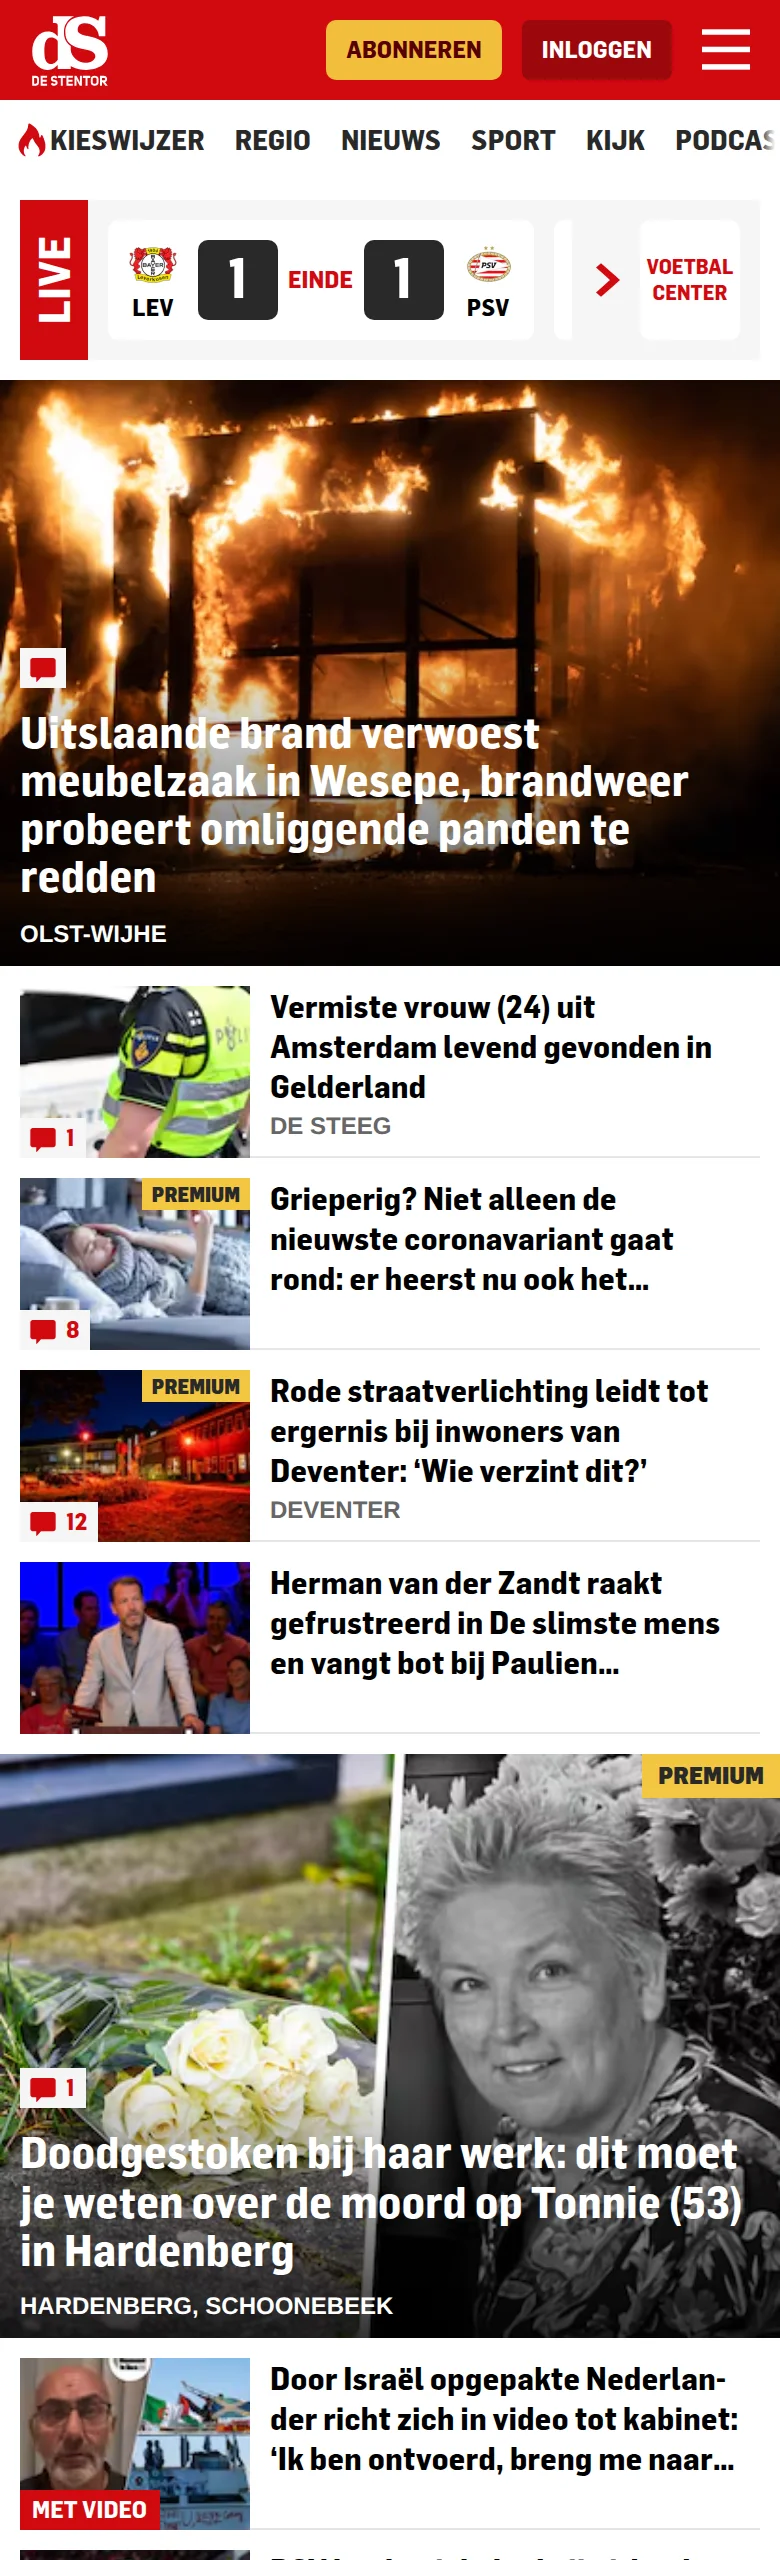 dS
DE STENTOR
ABONNEREN
INLOGGEN
KIESWIJZER REGIO NIEUWS SPORT KIJK PODCAS
LIVE
LEV
1
EINDE
1
PSV
VOETBAL
CENTER
Uitslaande brand verwoest
meubelzaak in Wesepe, brandweer
probeert omliggende panden te
redden
OLST-WIJHE
Vermiste vrouw (24) uit
Amsterdam levend gevonden in
Gelderland
DE STEEG
1
PREMIUM
Grieperig? Niet alleen de
nieuwste coronavariant gaat
rond: er heerst nu ook het...
8
PREMIUM
Rode straatverlichting leidt tot
ergernis bij inwoners van
Deventer: ‘Wie verzint dit?’
DEVENTER
12
Herman van der Zandt raakt
gefrustreerd in De slimste mens
en vangt bot bij Paulien...
PREMIUM
1
Doodgestoken bij haar werk: dit moet
je weten over de moord op Tonnie (53)
in Hardenberg
HARDENBERG, SCHOONEBEEK
Door Israël opgepakte Nederlan-
der richt zich in video tot kabinet:
‘Ik ben ontvoerd, breng me naar...
MET VIDEO